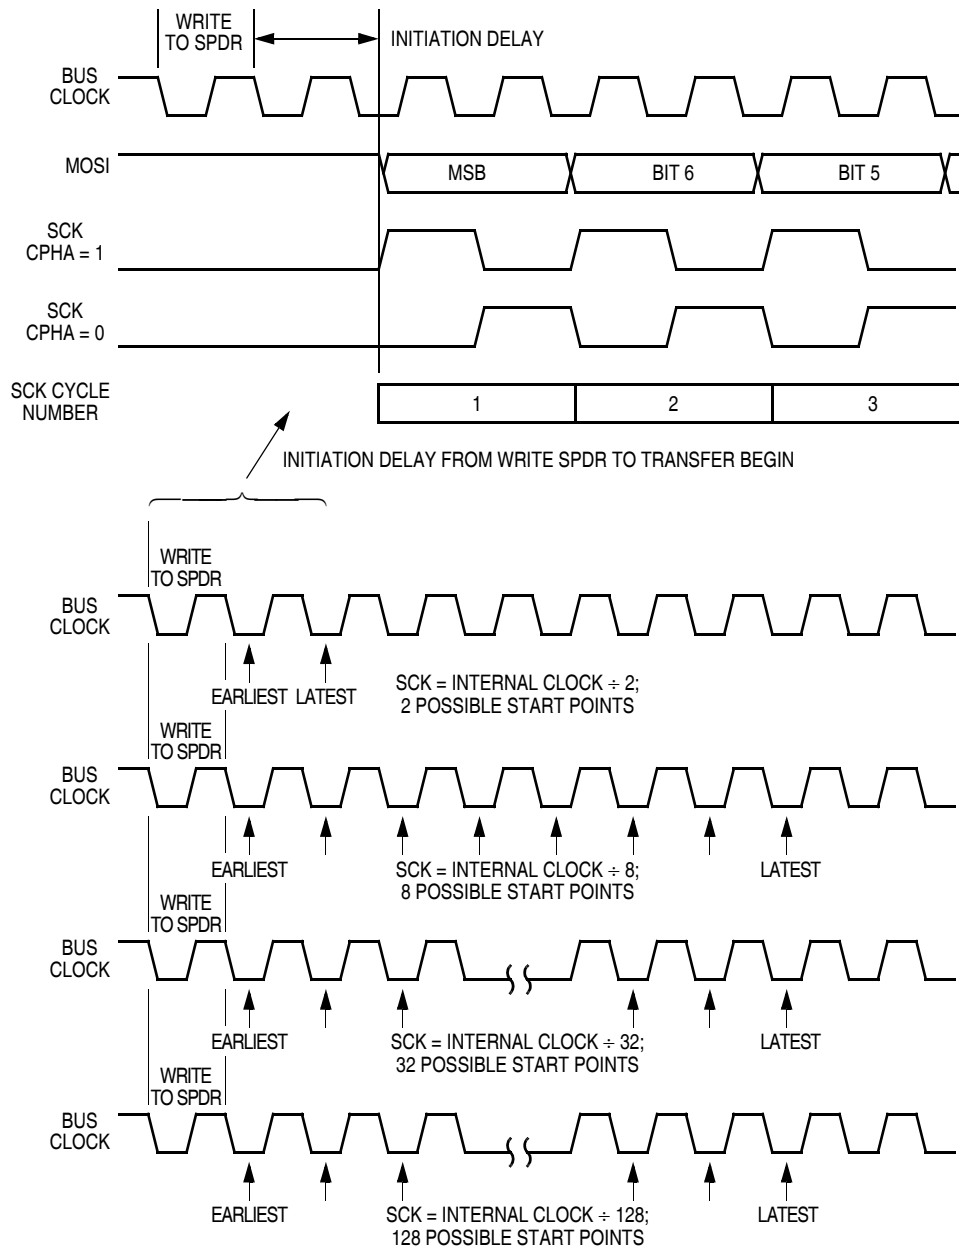 WRITE
TO SPDR
INITIATION DELAY
BUS
CLOCK
MOSI
MSB
BIT 6
BIT 5
SCK
CPHA = 1
SCK
CPHA = 0
SCK CYCLE
NUMBER
1
2
3
INITIATION DELAY FROM WRITE SPDR TO TRANSFER BEGIN
WRITE
TO SPDR
BUS
CLOCK
EARLIEST
LATEST
SCK = INTERNAL CLOCK ÷ 2;
2 POSSIBLE START POINTS
WRITE
TO SPDR
BUS
CLOCK
EARLIEST
SCK = INTERNAL CLOCK ÷ 8;
8 POSSIBLE START POINTS
LATEST
WRITE
TO SPDR
BUS
CLOCK
EARLIEST
SCK = INTERNAL CLOCK ÷ 32;
32 POSSIBLE START POINTS
LATEST
WRITE
TO SPDR
BUS
CLOCK
EARLIEST
SCK = INTERNAL CLOCK ÷ 128;
128 POSSIBLE START POINTS
LATEST